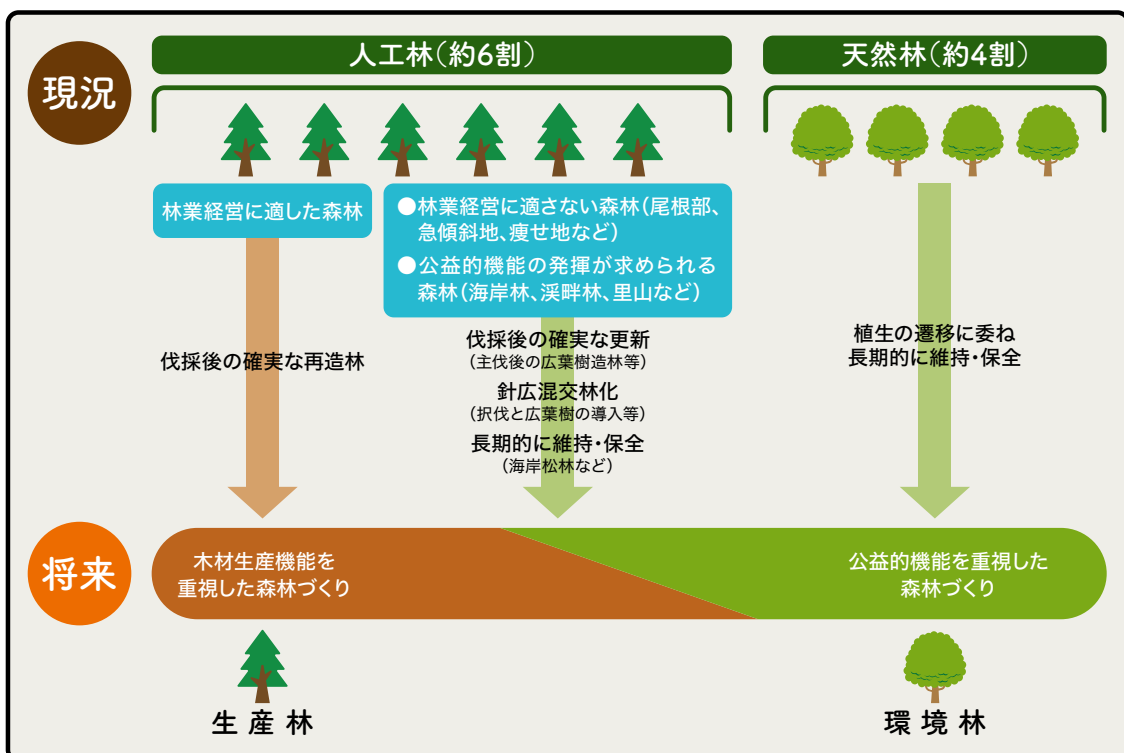 現況
人工林（約6割）
天然林（約4割）
林業経営に適した森林
●林業経営に適さない森林（尾根部、
急傾斜地、痩せ地など）
●公益的機能の発揮が求められる
森林（海岸林、渓畔林、里山など）
伐採後の確実な再造林
伐採後の確実な更新
（主伐後の広葉樹造林等）
針広混交林化
（択伐と広葉樹の導入等）
長期的に維持・保全
（海岸松林など）
植生の遷移に委ね
長期的に維持・保全
将来
木材生産機能を
重視した森林づくり
公益的機能を重視した
森林づくり
生産林
環境林